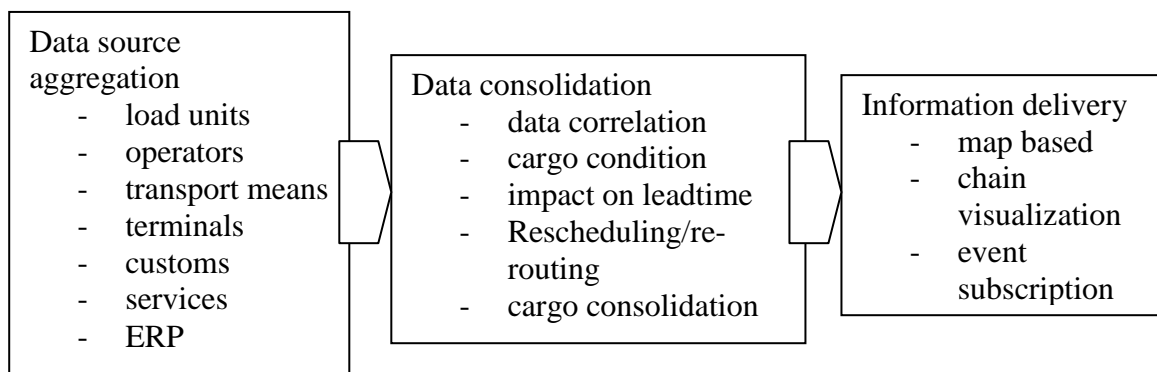 Data source
aggregation
- load units
- operators
- transport means
- terminals
- customs
- services
- ERP
Data consolidation
- data correlation
- cargo condition
- impact on leadtime
- Rescheduling/re-
routing
- cargo consolidation
Information delivery
- map based
- chain
visualization
- event
subscription